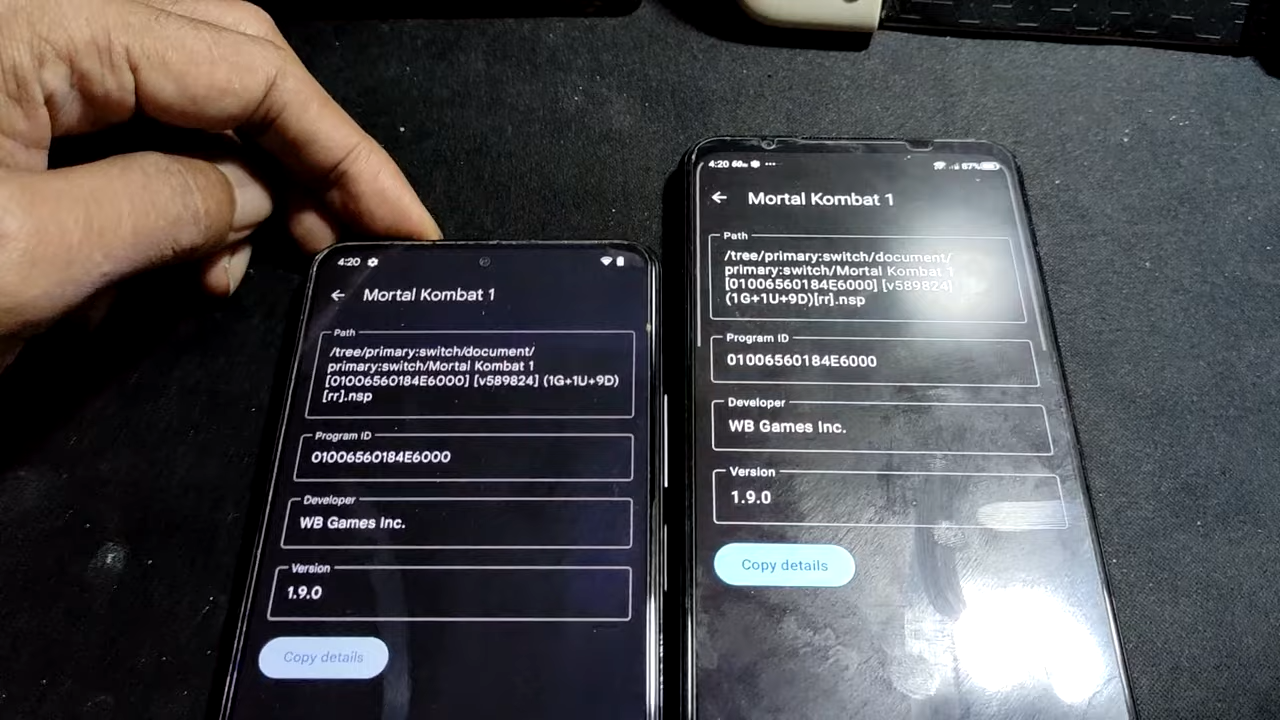 4:20
Mortal Kombat 1
Path
/tree/primary:switch/document/
primary:switch/Mortal Kombat 1
[01006560184E6000] [v589824] (1G+1U+9D)
[rr].nsp
Program ID
01006560184E6000
Developer
WB Games Inc.
Version
1.9.0
Copy details
4:20
67%
Mortal Kombat 1
Path
/tree/primary:switch/document/
primary:switch/Mortal Kombat 1
[01006560184E6000] [v589824]
(1G+1U+9D)[rr].nsp
Program ID
01006560184E6000
Developer
WB Games Inc.
Version
1.9.0
Copy details